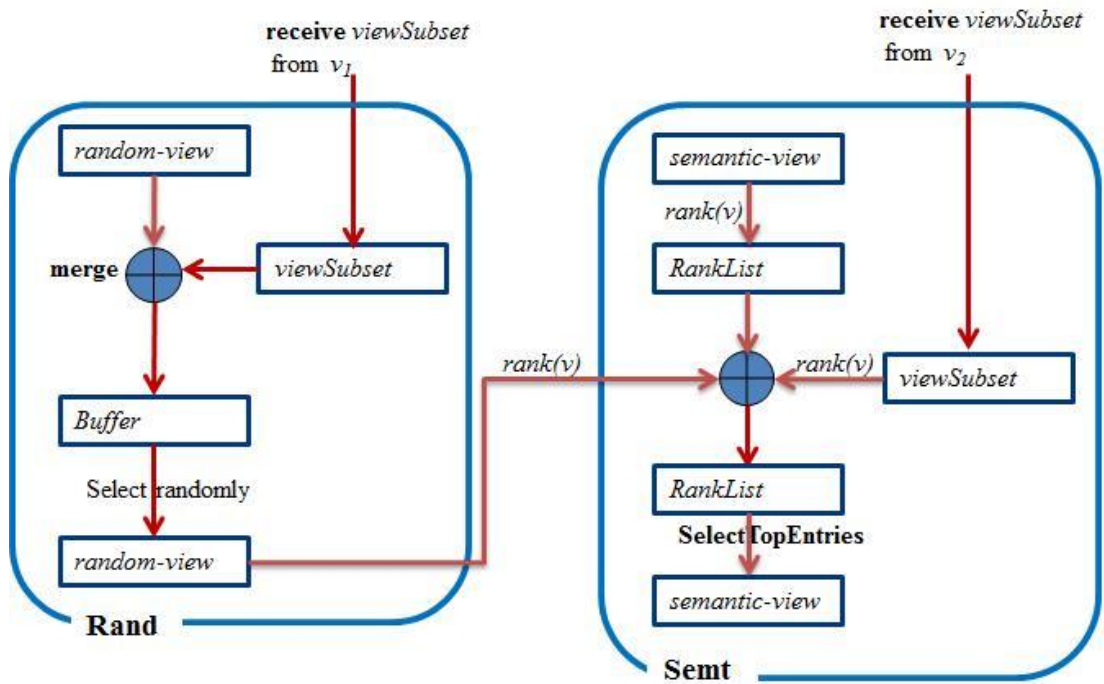 receive viewSubset
from v1
random-view
merge
viewSubset
Buffer
Select randomly
random-view
Rand
rank(v)
receive viewSubset
from v2
semantic-view
rank(v)
RankList
rank(v)
viewSubset
RankList
SelectTopEntries
semantic-view
Semt